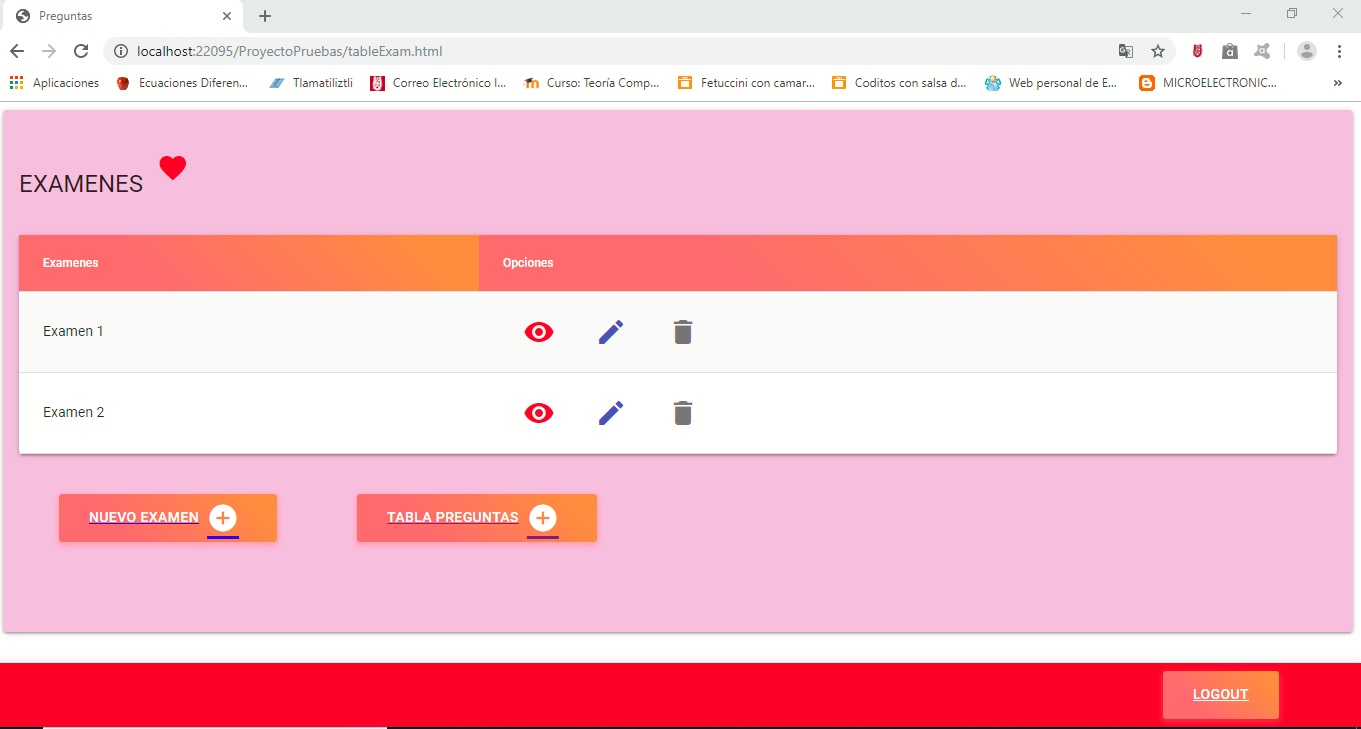 Preguntas
localhost:22095/ProyectoPruebas/tableExam.html
Aplicaciones Ecuaciones Diferen... Tlamatiliztli Correo Electrónico I... Curso: Teoría Comp... Fetuccini con camar... Coditos con salsa d... Web personal de E... MICROELECTRONIC... »
EXAMENES
Examenes Opciones
Examen 1
Examen 2
NUEVO EXAMEN TABLA PREGUNTAS
LOGOUT